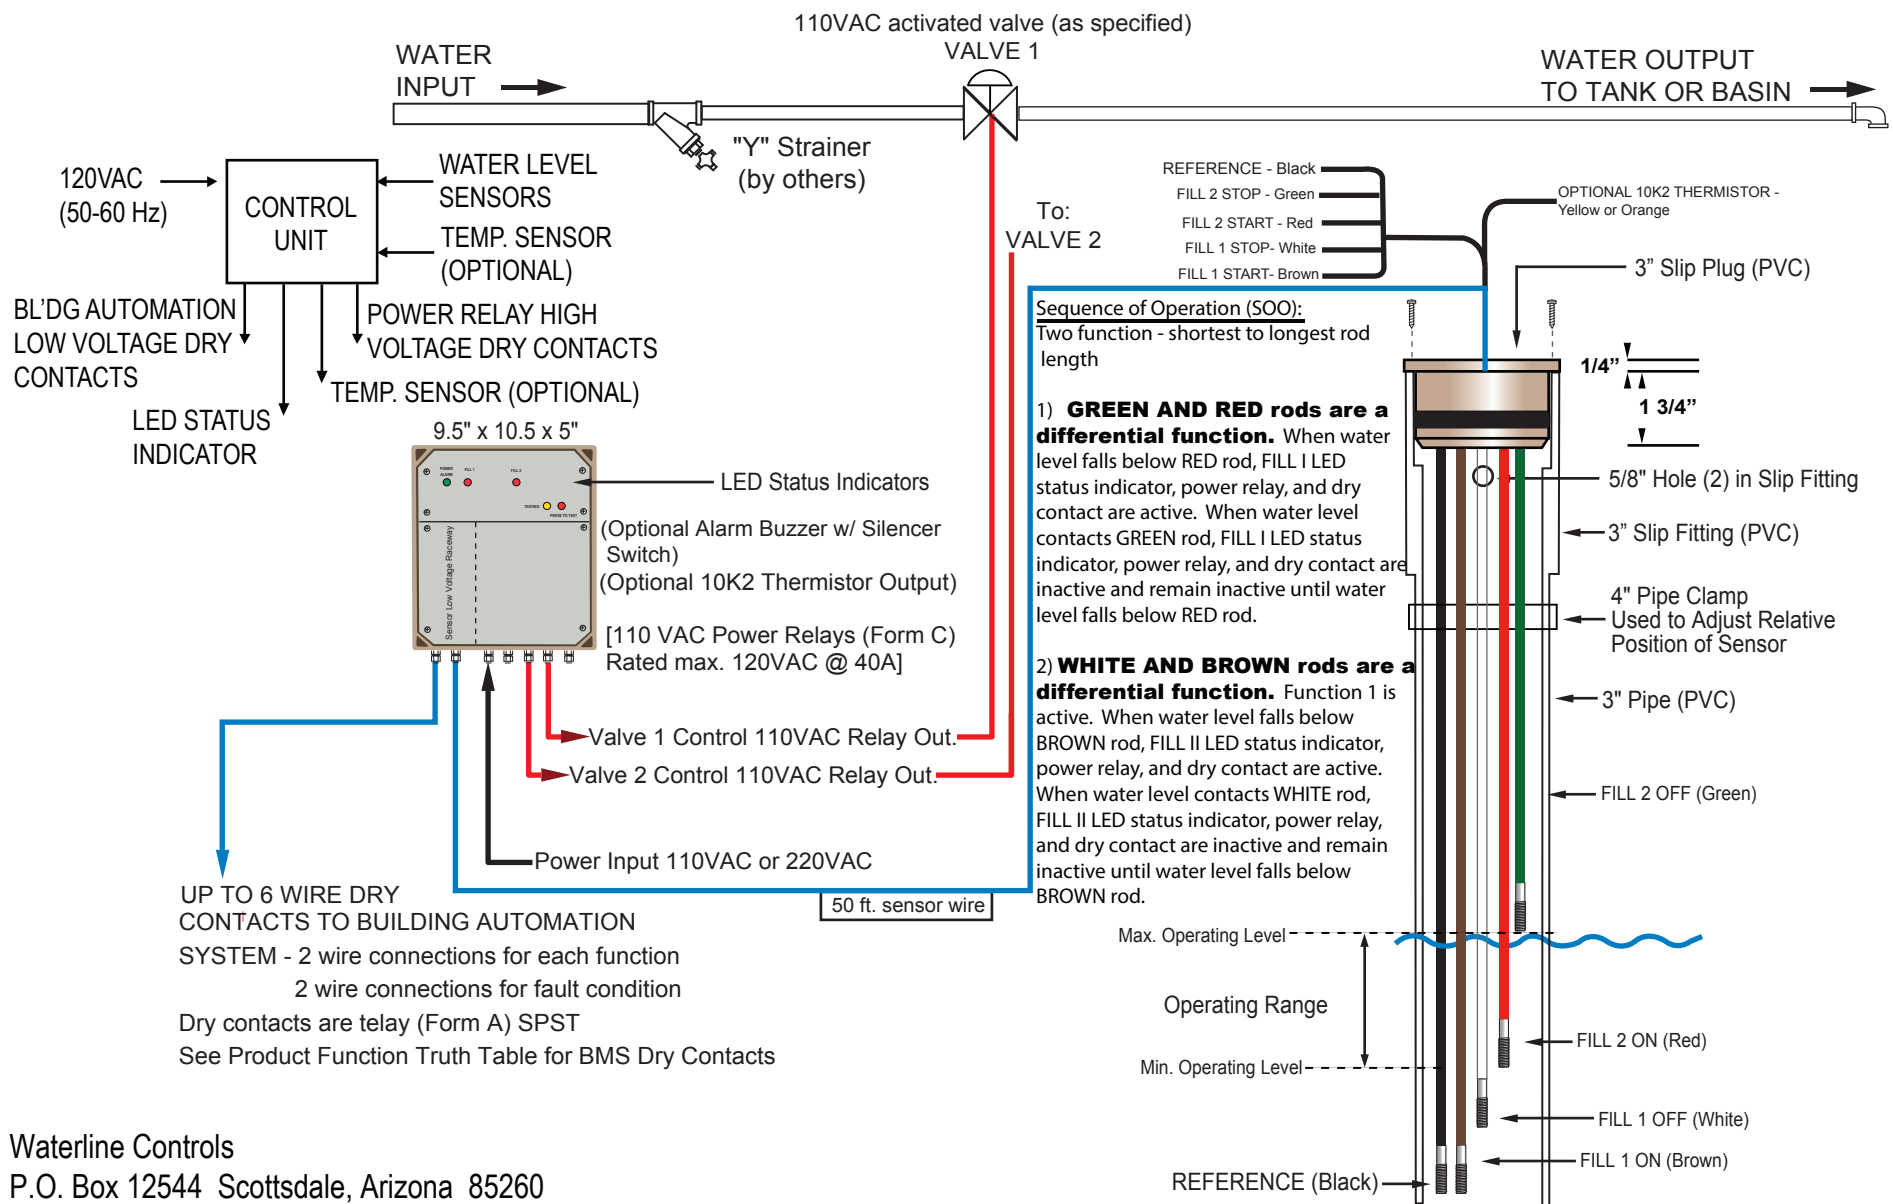 110VAC activated valve (as specified)
VALVE 1
WATER
INPUT
WATER OUTPUT
TO TANK OR BASIN
"Y" Strainer
(by others)
120VAC
(50-60 Hz)
CONTROL
UNIT
WATER LEVEL
SENSORS
TEMP. SENSOR
(OPTIONAL)
BL'DG AUTOMATION
LOW VOLTAGE DRY
CONTACTS
POWER RELAY HIGH
VOLTAGE DRY CONTACTS
TEMP. SENSOR (OPTIONAL)
LED STATUS
INDICATOR
To:
VALVE 2
REFERENCE - Black
FILL 2 STOP - Green
FILL 2 START - Red
FILL 1 STOP- White
FILL 1 START- Brown
OPTIONAL 10K2 THERMISTOR -
Yellow or Orange
3” Slip Plug (PVC)
1/4”
1 3/4”
5/8" Hole (2) in Slip Fitting
3” Slip Fitting (PVC)
4" Pipe Clamp
Used to Adjust Relative
Position of Sensor
3" Pipe (PVC)
FILL 2 OFF (Green)
Sequence of Operation (SOO):
Two function - shortest to longest rod
length
1) GREEN AND RED rods are a
differential function. When water
level falls below RED rod, FILL I LED
status indicator, power relay, and dry
contact are active. When water level
contacts GREEN rod, FILL I LED status
indicator, power relay, and dry contact are
inactive and remain inactive until water
level falls below RED rod.
2) WHITE AND BROWN rods are a
differential function. Function 1 is
active. When water level falls below
BROWN rod, FILL II LED status indicator,
power relay, and dry contact are active.
When water level contacts WHITE rod,
FILL II LED status indicator, power relay,
and dry contact are inactive and remain
inactive until water level falls below
BROWN rod.
9.5" x 10.5 x 5"
POWER
ALARM
FILL 1
FILL 2
TESTING
PRESS TO TEST
Sensor Low Voltage Raceway
LED Status Indicators
(Optional Alarm Buzzer w/ Silencer
Switch)
(Optional 10K2 Thermistor Output)
[110 VAC Power Relays (Form C)
Rated max. 120VAC @ 40A]
Valve 1 Control 110VAC Relay Out.
Valve 2 Control 110VAC Relay Out.
Power Input 110VAC or 220VAC
50 ft. sensor wire
UP TO 6 WIRE DRY
CONTACTS TO BUILDING AUTOMATION
SYSTEM - 2 wire connections for each function
2 wire connections for fault condition
Dry contacts are telay (Form A) SPST
See Product Function Truth Table for BMS Dry Contacts
Max. Operating Level
Operating Range
Min. Operating Level
FILL 2 ON (Red)
FILL 1 OFF (White)
FILL 1 ON (Brown)
REFERENCE (Black)
Waterline Controls
P.O. Box 12544 Scottsdale, Arizona 85260